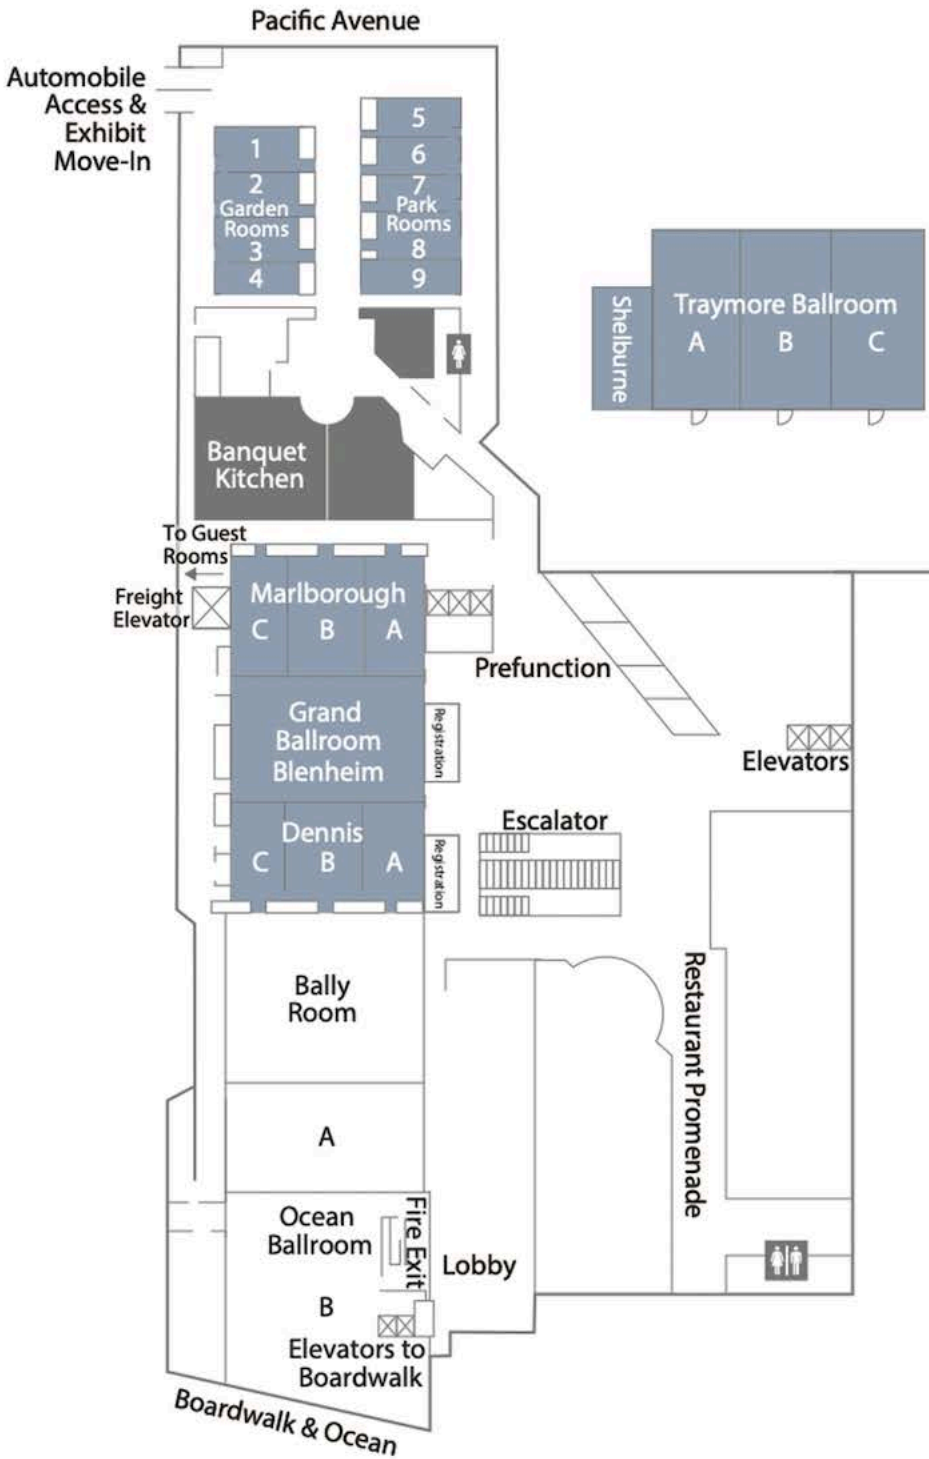 Pacific Avenue
Automobile
Access &
Exhibit
Move-In
1
2
Garden
Rooms
3
4
5
6
7
Park
Rooms
8
9
Shelburne
Traymore Ballroom
A B C
Banquet
Kitchen
To Guest
Rooms
Freight
Elevator
Marlborough
C B A
Prefunction
Grand
Ballroom
Blenheim
Registration
Elevators
Dennis
C B A
Registration
Escalator
Bally
Room
Restaurant Promenade
A
Ocean
Ballroom
Fire Exit
Lobby
B
Elevators to
Boardwalk
Boardwalk & Ocean